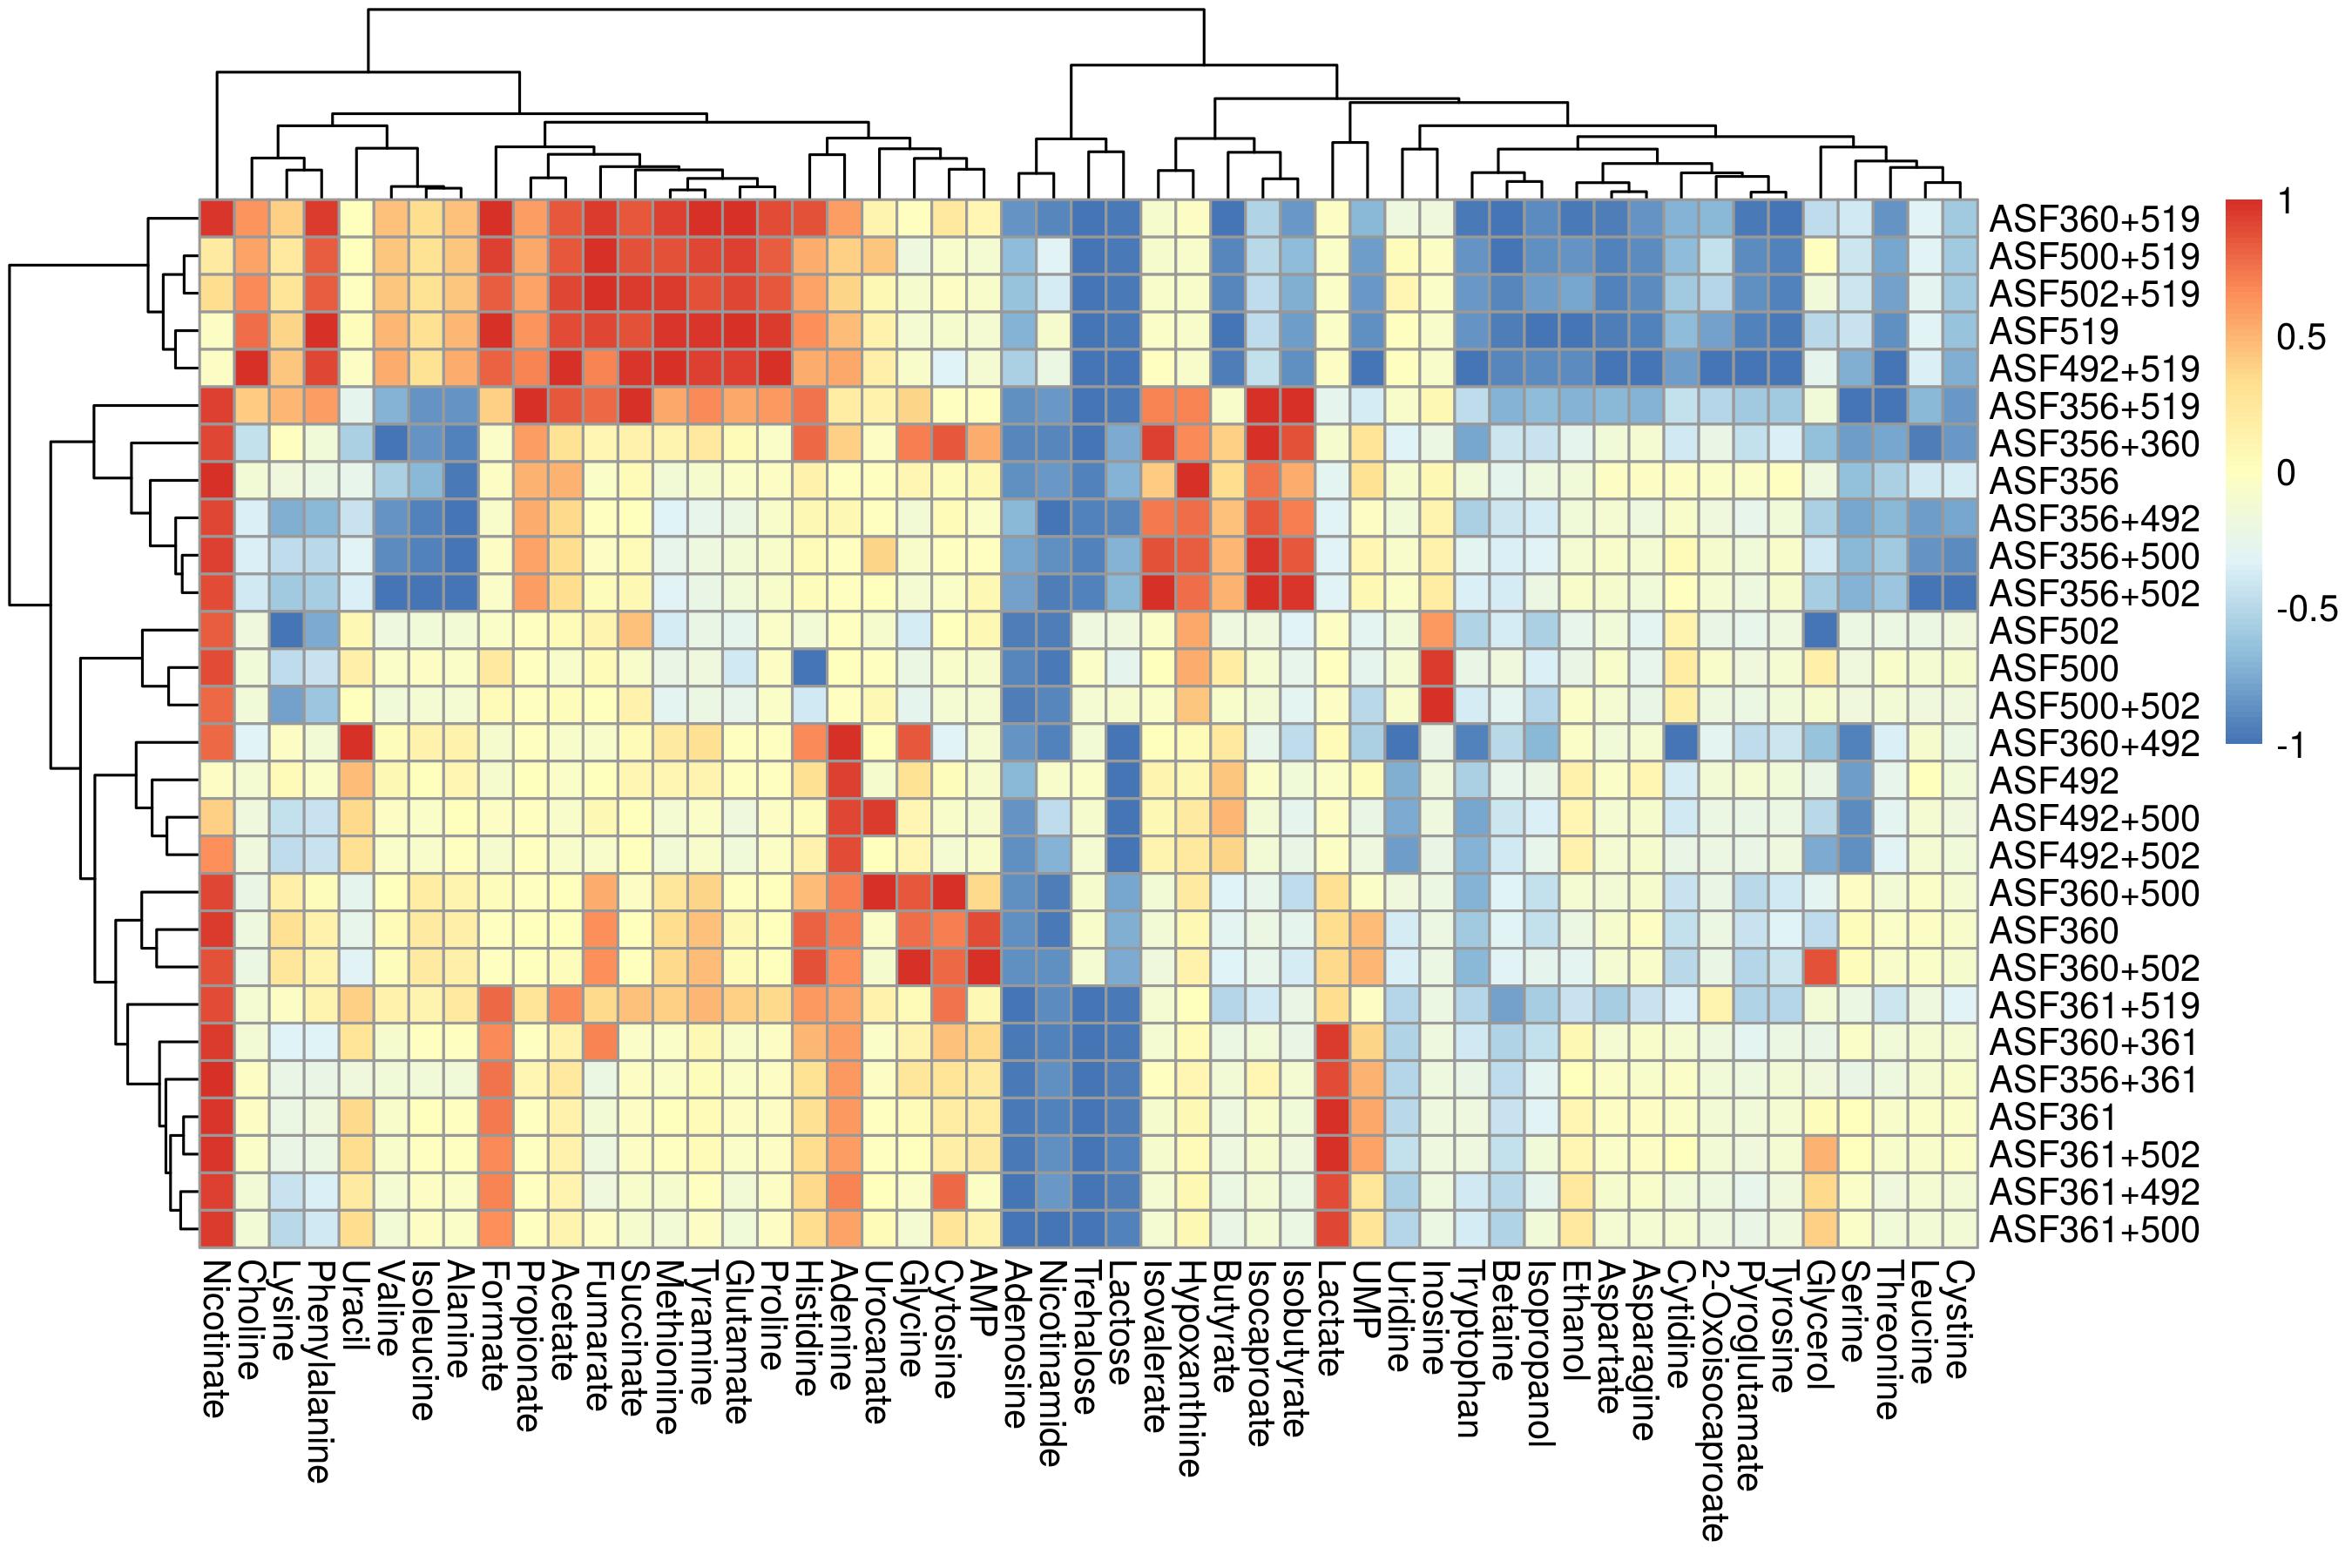 1
0.5
0
-0.5
-1
ASF360+519
ASF500+519
ASF502+519
ASF519
ASF492+519
ASF356+519
ASF356+360
ASF356
ASF356+492
ASF356+500
ASF356+502
ASF502
ASF500
ASF500+502
ASF360+492
ASF492
ASF492+500
ASF492+502
ASF360+500
ASF360
ASF360+502
ASF361+519
ASF360+361
ASF356+361
ASF361
ASF361+502
ASF361+492
ASF361+500
Nicotinate
Choline
Lysine
Phenylalanine
Uracil
Valine
Isoleucine
Alanine
Formate
Propionate
Acetate
Fumarate
Succinate
Methionine
Tyramine
Glutamate
Proline
Histidine
Adenine
Urocanate
Glycine
Cytosine
AMP
Adenosine
Nicotinamide
Trehalose
Lactose
Isovalerate
Hypoxanthine
Butyrate
Isocaproate
Isobutyrate
Lactate
UMP
Uridine
Inosine
Tryptophan
Betaine
Isopropanol
Ethanol
Aspartate
Asparagine
Cytidine
2-Oxoisocaproate
Pyroglutamate
Tyrosine
Glycerol
Serine
Threonine
Leucine
Cystine